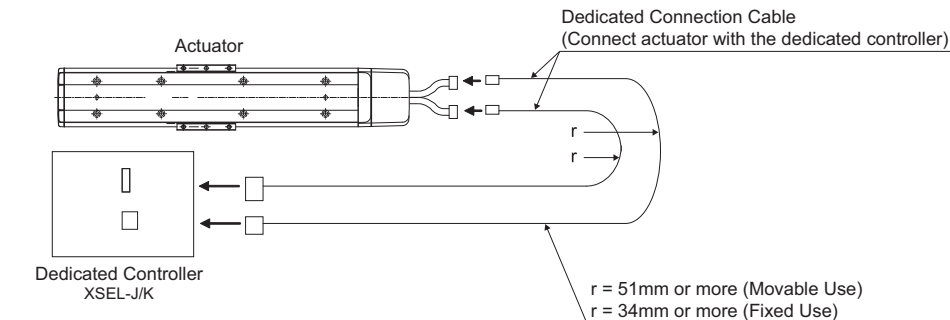 Dedicated Connection Cable
(Connect actuator with the dedicated controller)
Actuator
r
r
Dedicated Controller
XSEL-J/K
r = 51mm or more (Movable Use)
r = 34mm or more (Fixed Use)